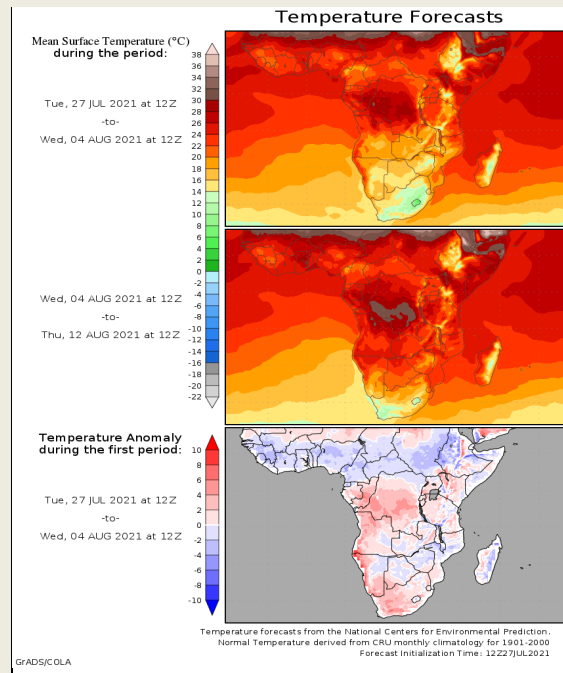 Temperature Forecasts
Mean Surface Temperature (°C)
during the period:
Tue, 27 JUL 2021 at 12Z
-to-
Wed, 04 AUG 2021 at 12Z
38
36
34
32
30
28
26
24
22
20
18
16
14
12
10
8
6
4
2
0
-2
-4
-6
-8
-10
-12
-14
-16
-18
-20
-22
Wed, 04 AUG 2021 at 12Z
-to-
Thu, 12 AUG 2021 at 12Z
Temperature Anomaly
during the first period:
Tue, 27 JUL 2021 at 12Z
-to-
Wed, 04 AUG 2021 at 12Z
10
8
6
4
2
0
-2
-4
-6
-8
-10
Temperature forecasts from the National Centers for Environmental Prediction.
Normal Temperature derived from CRU monthly climatology for 1901-2000
Forecast Initialization Time: 12Z27JUL2021
GrADS/COLA